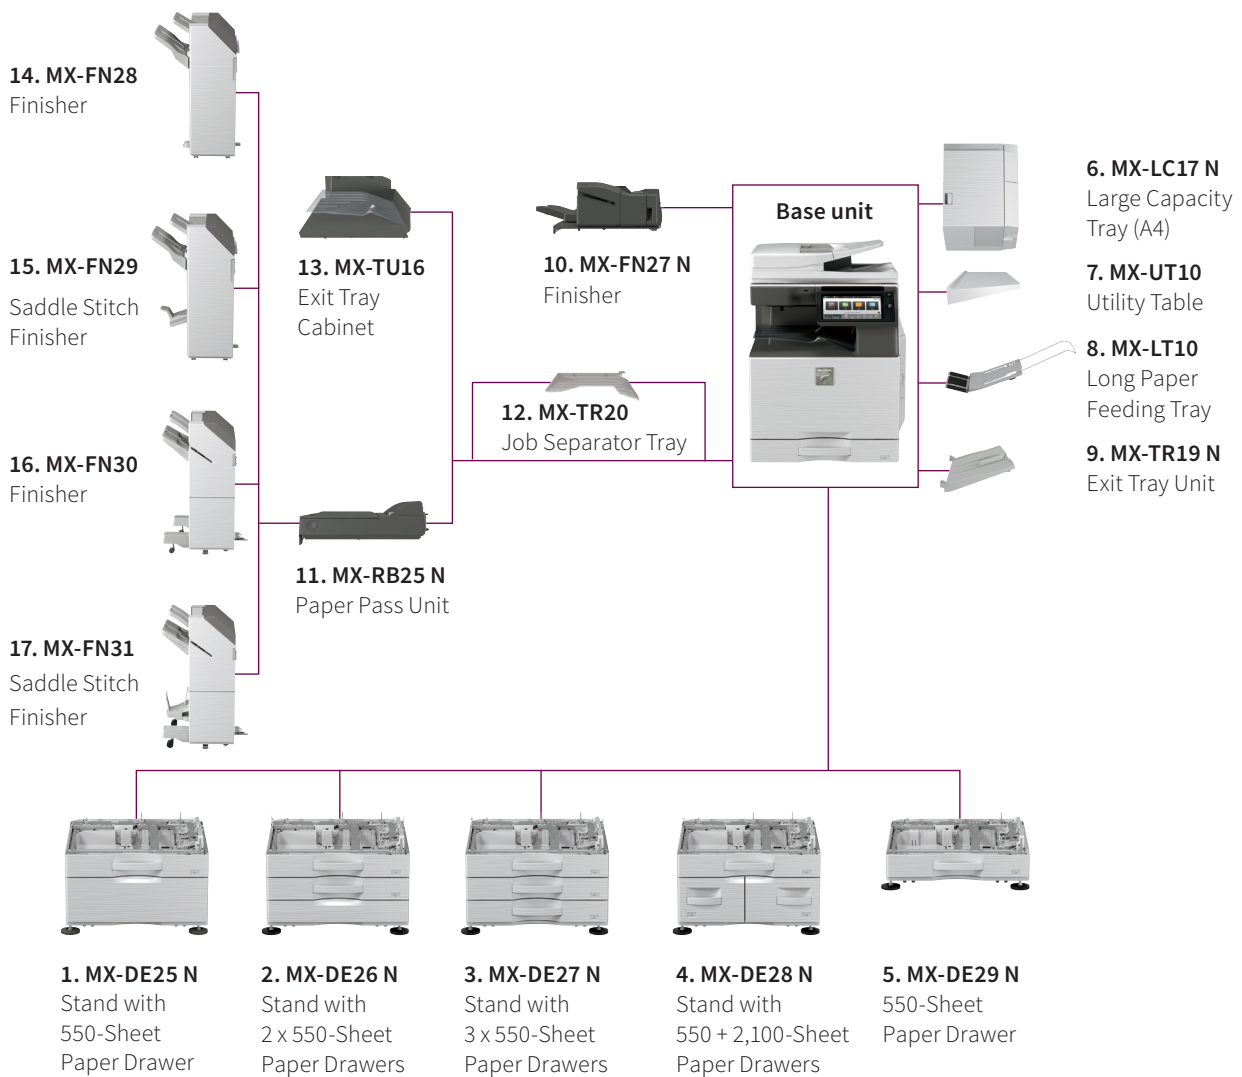 14. MX-FN28
Finisher
15. MX-FN29
Saddle Stitch
Finisher
16. MX-FN30
Finisher
17. MX-FN31
Saddle Stitch
Finisher
13. MX-TU16
Exit Tray
Cabinet
11. MX-RB25 N
Paper Pass Unit
10. MX-FN27 N
Finisher
12. MX-TR20
Job Separator Tray
Base unit
6. MX-LC17 N
Large Capacity
Tray (A4)
7. MX-UT10
Utility Table
8. MX-LT10
Long Paper
Feeding Tray
9. MX-TR19 N
Exit Tray Unit
1. MX-DE25 N
Stand with
550-Sheet
Paper Drawer
2. MX-DE26 N
Stand with
2 x 550-Sheet
Paper Drawers
3. MX-DE27 N
Stand with
3 x 550-Sheet
Paper Drawers
4. MX-DE28 N
Stand with
550 + 2,100-Sheet
Paper Drawers
5. MX-DE29 N
550-Sheet
Paper Drawer